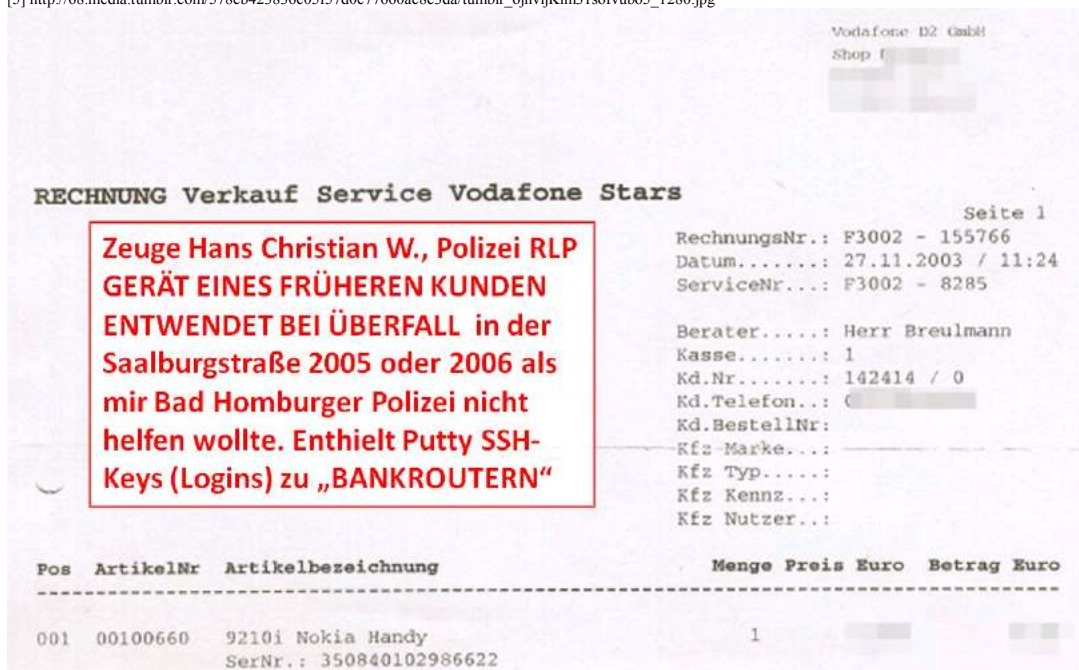 Vodafone D2 GmbH
Shop
RECHNUNG Verkauf Service Vodafone Stars
Seite 1
Zeuge Hans Christian W., Polizei RLP
GERÄT EINES FRÜHEREN KUNDEN
ENTWENDET BEI ÜBERFALL in der
Saalburgstraße 2005 oder 2006 als
mir Bad Homburger Polizei nicht
helfen wollte. Enthielt Putty SSH-
Keys (Logins) zu „BANKROUTERN“
RechnungsNr.: F3002 - 155766
Datum.......: 27.11.2003 / 11:24
ServiceNr...: F3002 - 8285
Berater.....: Herr Breulmann
Kasse.......: 1
Kd.Nr.......: 142414 / 0
Kd.Telefon..:
Kd.BestellNr:
Kfz Marke...:
Kfz Typ.....:
Kfz Kennz...:
Kfz Nutzer..:
Pos ArtikelNr Artikelbezeichnung Menge Preis Euro Betrag Euro
001 00100660 9210i Nokia Handy 1
SerNr.: 350840102986622